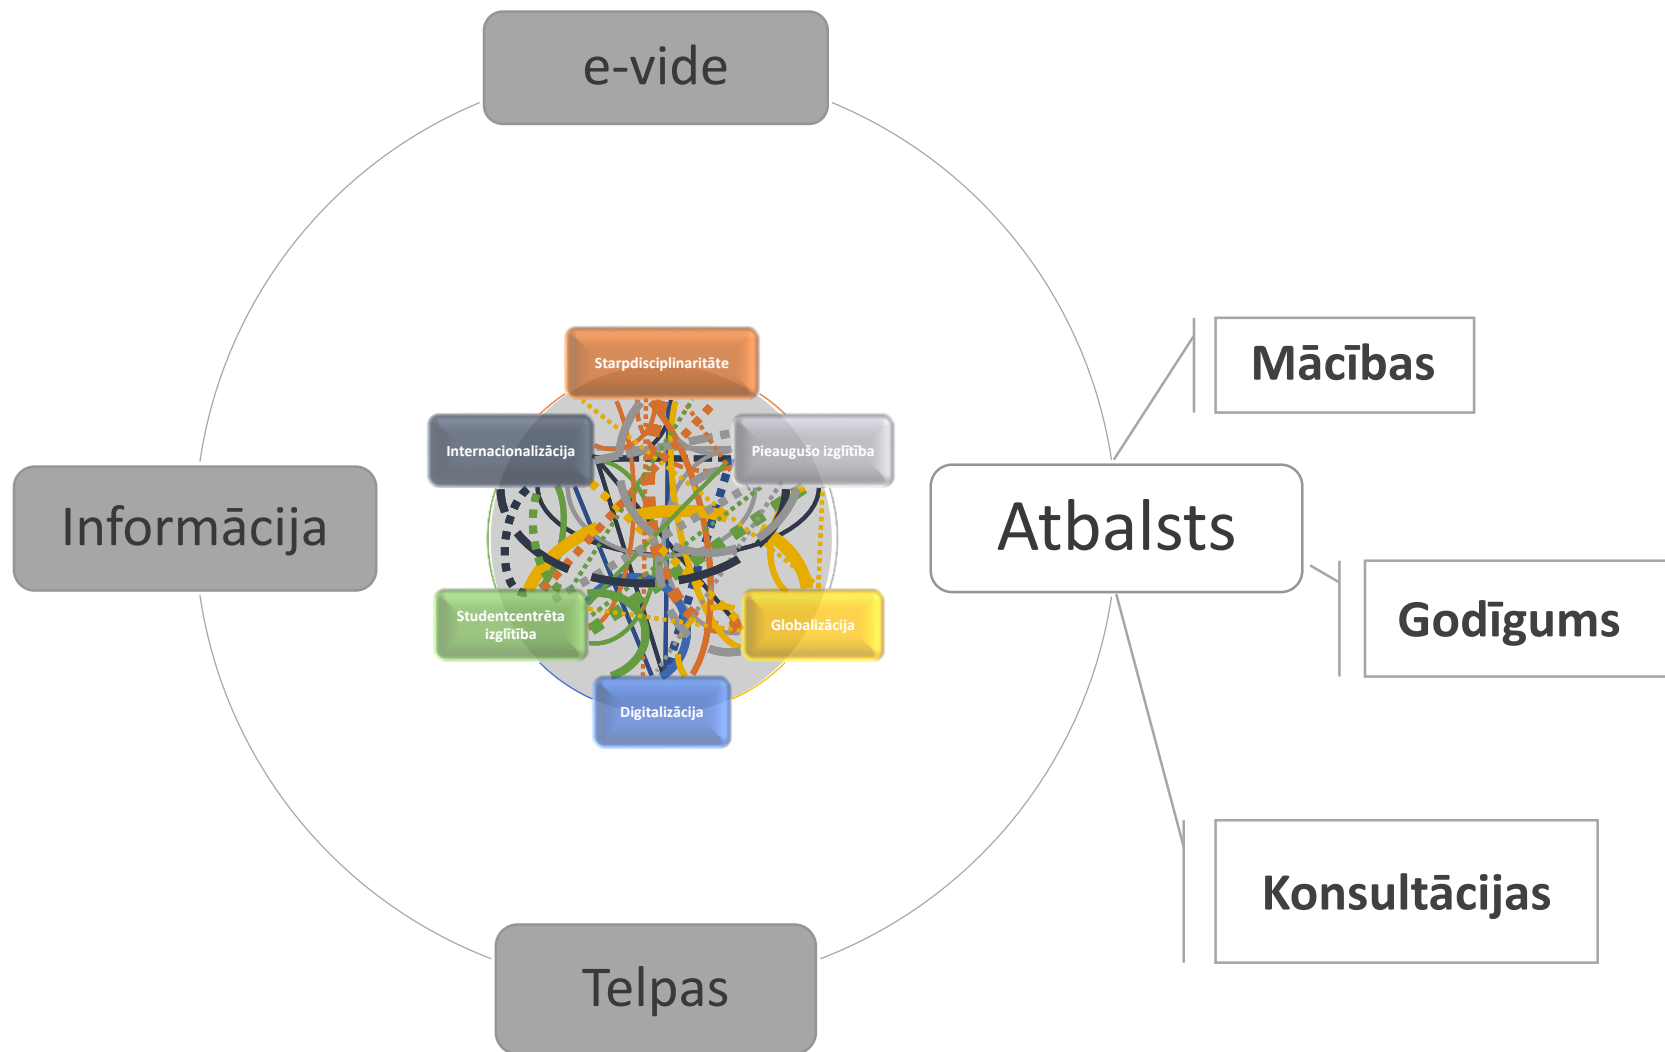 e-vide
Starpdisciplinaritāte
Internacionalizācija
Pieaugušo izglītība
Informācija
Studentcentrēta
izglītība
Globalizācija
Digitalizācija
Telpas
Atbalsts
Mācības
Godīgums
Konsultācijas